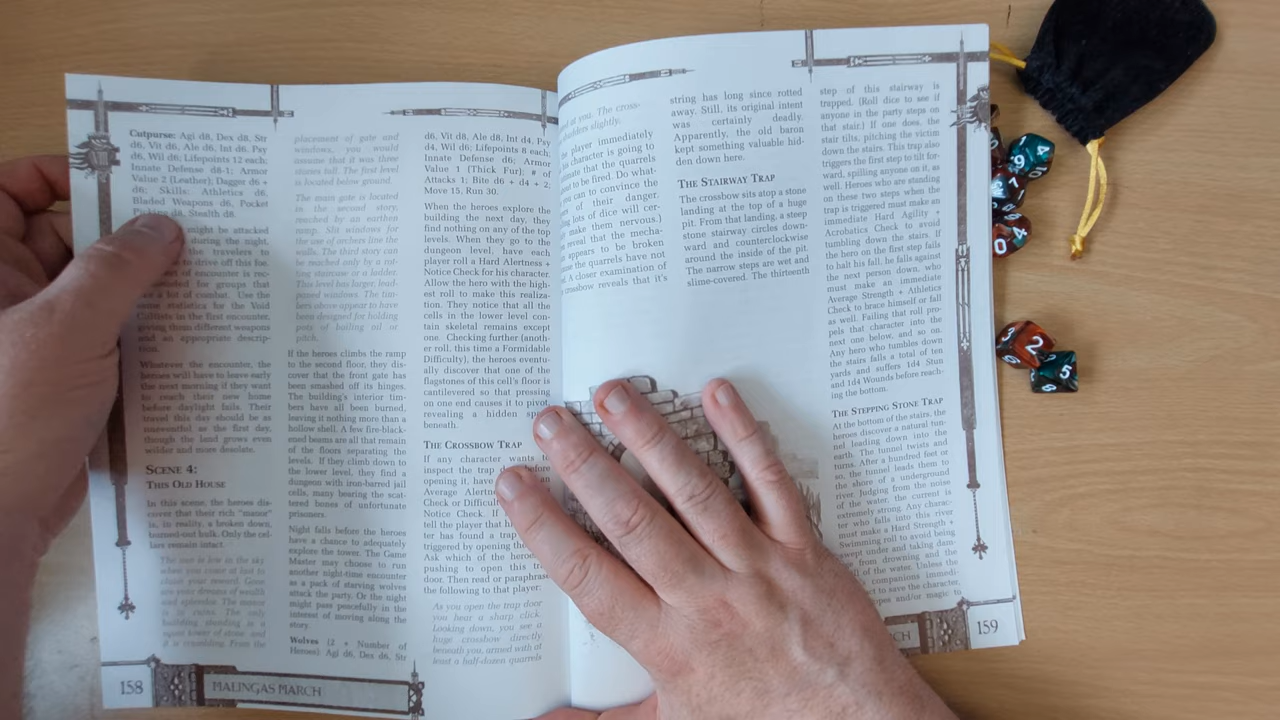 Cutpurse: Agi d8, Dex d8, Str
d6, Vit d6, Ale d6, Int d6, Psy
d6, Wil d6; Lifepoints 12 each;
Innate Defense d8-1; Armor
Value 2 (Leather); Dagger d6 +
d6; Skills: Athletics d6,
Bladed Weapons d6, Pocket
d8, Stealth d8.
might be attacked
during the night,
the travelers to
to drive off this foe.
of encounter is rec-
for groups that
a lot of combat. Use the
same statistics for the Void
Cultists in the first encounter,
giving them different weapons
and an appropriate descrip-
tion.
Whatever the encounter, the
heroes will have to leave early
the next morning if they want
to reach their new home
before daylight fails. Their
travel this day should be as
uneventful as the first day,
though the land grows even
wilder and more desolate.
SCENE 4:
THIS OLD HOUSE
In this scene, the heroes dis-
cover that their rich "manor"
is, in reality, a broken down,
burned-out hulk. Only the cel-
lars remain intact.
The sun is low in the sky
when you come at last to
claim your reward. Gone
are your dreams of wealth
and splendor. The manor
is in ruins. The only
building standing is a
squat tower of stone and
it is crumbling. From the
placement of gate and
windows, you would
assume that it was three
stories tall. The first level
is located below ground.
The main gate is located
in the second story,
reached by an earthen
ramp. Slit windows for
the use of archers line the
walls. The third story can
be reached only by a rot-
ting staircase or a ladder.
This level has larger, lead-
paned windows. The tim-
bers above appear to have
been designed for holding
pots of boiling oil or
pitch.
If the heroes climbs the ramp
to the second floor, they dis-
cover that the front gate has
been smashed off its hinges.
The building's interior tim-
bers have all been burned,
leaving it nothing more than a
hollow shell. A few fire-black-
ened beams are all that remain
of the floors separating the
levels. If they climb down to
the lower level, they find a
dungeon with iron-barred jail
cells, many bearing the scat-
tered bones of unfortunate
prisoners.
Night falls before the heroes
have a chance to adequately
explore the tower. The Game
Master may choose to run
another night-time encounter
as a pack of starving wolves
attack the party. Or the night
might pass peacefully in the
interest of moving along the
story.
Wolves (2 + Number of
Heroes): Agi d6, Dex d6, Str
d6, Vit d8, Ale d8, Int d4, Psy
d4, Wil d6; Lifepoints 8 each;
Innate Defense d6; Armor
Value 1 (Thick Fur); # of
Attacks 1; Bite d6 + d4 + 2;
Move 15, Run 30.
When the heroes explore the
building the next day, they
find nothing on any of the top
levels. When they go to the
dungeon level, have each
player roll a Hard Alertness +
Notice Check for his character.
Allow the hero with the high-
est roll to make this realiza-
tion. They notice that all the
cells in the lower level con-
tain skeletal remains except
one. Checking further (anoth-
er roll, this time a Formidable
Difficulty), the heroes eventu-
ally discover that one of the
flagstones of this cell's floor is
cantilevered so that pressing
on one end causes it to pivot,
revealing a hidden
beneath.
THE CROSSBOW TRAP
If any character wants to
inspect the trap before
opening it, have an
Average
Check or
Notice. If
tell the player that
ter has found a trap
triggered by opening the
Ask which of the heroes
pushing to open this
door. Then read or paraphrase
the following to that player:
As you open the trap door
you hear a sharp click.
Looking down, you see a
huge crossbow directly
beneath you, armed with at
least a half-dozen quarrels
158
MALINGAS MARCH
at you. The cross-
slightly.
player immediately
character is going to
that the quarrels
to be fired. Do what-
you can to convince the
of their danger.
lots of dice will cer-
make them nervous.)
reveal that the mecha-
appears to be broken
the quarrels have not
A closer examination of
crossbow reveals that it's
string has long since rotted
away. Still, its original intent
was certainly deadly.
Apparently, the old baron
kept something valuable hid-
den down here.
THE STAIRWAY TRAP
The crossbow sits atop a stone
landing at the top of a huge
pit. From that landing, a steep
stone stairway circles down-
ward and counterclockwise
around the inside of the pit.
The narrow steps are wet and
slime-covered. The thirteenth
step of this stairway is
trapped. (Roll dice to see if
anyone in the party steps on
that stair.) If one does, the
stair tilts, pitching the victim
down the stairs. This trap also
triggers the first step to tilt for-
ward, spilling anyone on it, as
well. Heroes who are standing
on these two steps when the
trap is triggered must make an
immediate Hard Agility +
Acrobatics Check to avoid
tumbling down the stairs. If
the hero on the first step fails
to halt his fall, he falls against
the next person down, who
must make an immediate
Average Strength + Athletics
Check to brace himself or fall
as well. Failing that roll pro-
pels that character into the
next one below, and so on.
Any hero who tumbles down
the stairs falls a total of ten
yards and suffers 1d4 Stun
and 1d4 Wounds before reach-
ing the bottom.
THE STEPPING STONE TRAP
At the bottom of the stairs, the
heroes discover a natural tun-
nel leading down into the
earth. The tunnel twists and
turns. After a hundred feet or
so, the tunnel leads them to
the shore of a underground
river. Judging from the noise
of the water, the current is
extremely strong. Any charac-
ter who falls into this river
must make a Hard Strength +
Swimming roll to avoid being
swept under and taking dam-
from drowning and the
of the water. Unless the
companions immedi-
to save the character,
and/or magic to
159
9
7
0 4
2
5